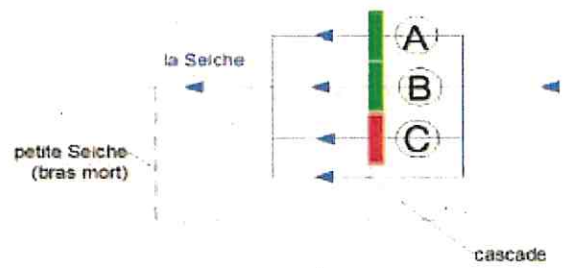 A
la Seiche
B
C
petite Seiche
(bras mort)
cascade